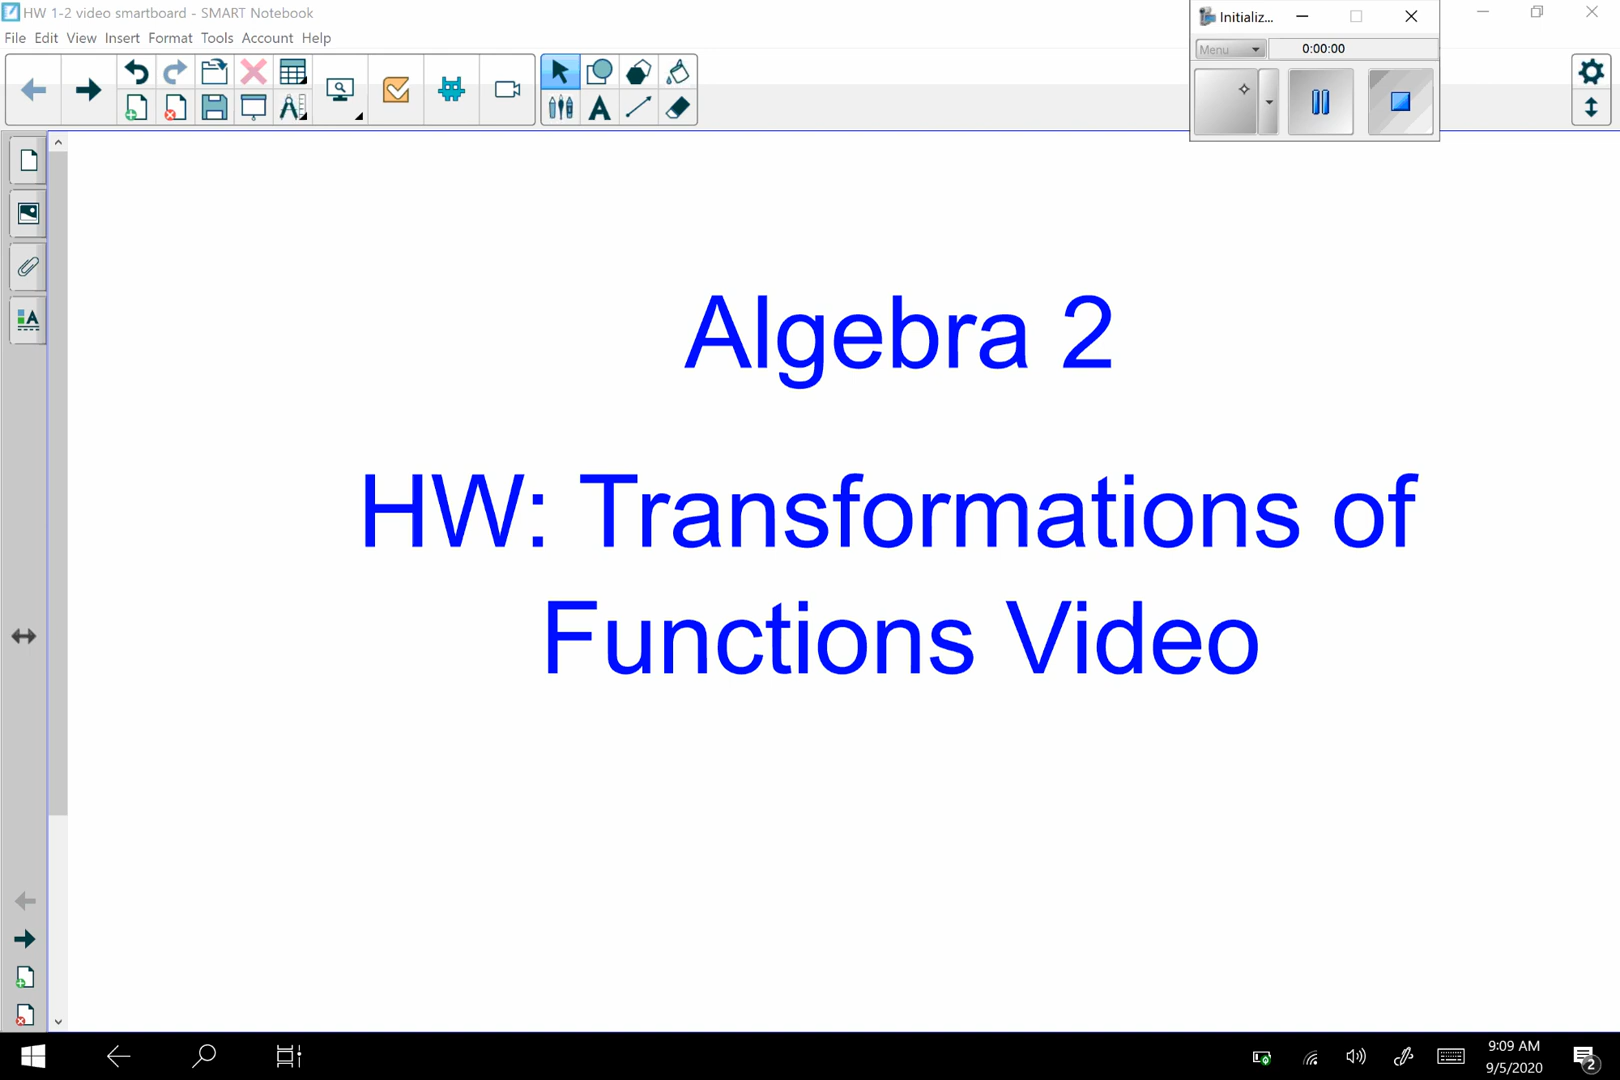 HW 1-2 video smartboard - SMART Notebook
File Edit View Insert Format Tools Account Help
Initializ...
Menu
0:00:00
Algebra 2
HW: Transformations of
Functions Video
9:09 AM
9/5/2020
2